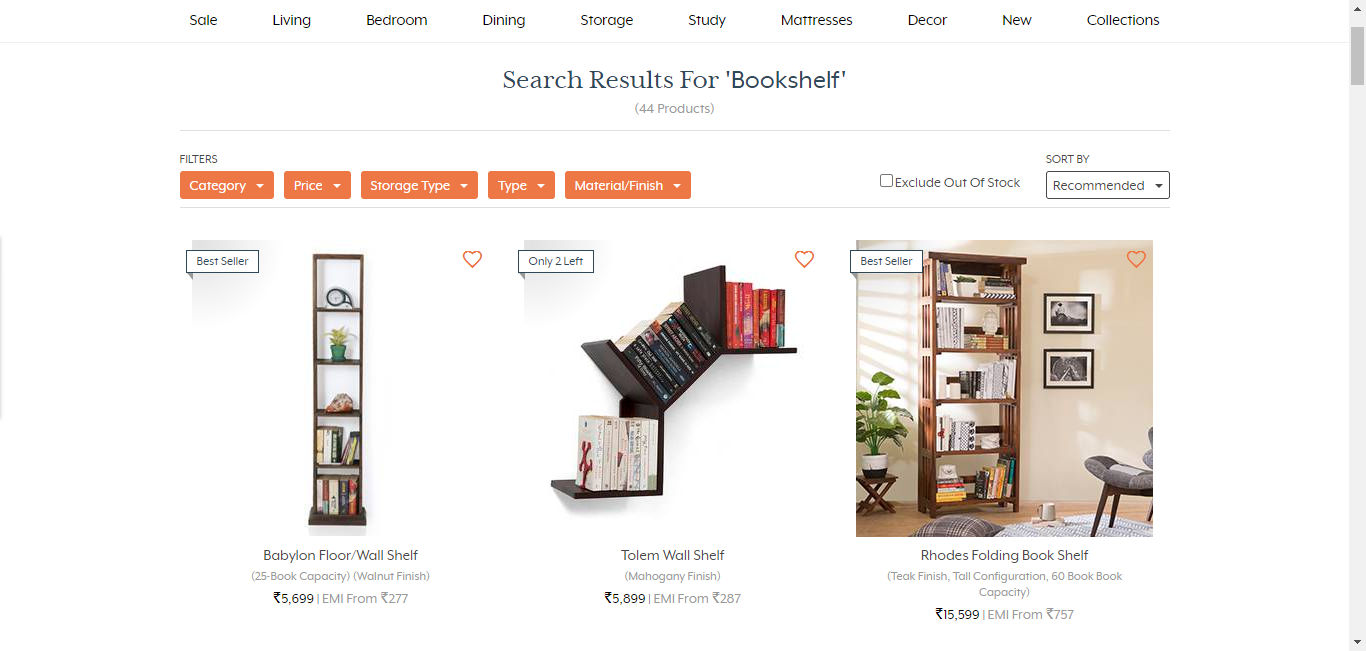 Sale Living Bedroom Dining Storage Study Mattresses Decor New Collections
Search Results For 'Bookshelf'
(44 Products)
FILTERS
SORT BY
Category Price Storage Type Type Material/Finish
Exclude Out Of Stock
Recommended
Best Seller
Only 2 Left
Best Seller
Babylon Floor/Wall Shelf
(25-Book Capacity) (Walnut Finish)
₹5,699 | EMI From ₹277
Tolem Wall Shelf
(Mahogany Finish)
₹5,899 | EMI From ₹287
Rhodes Folding Book Shelf
(Teak Finish, Tall Configuration, 60 Book Book
Capacity)
₹15,599 | EMI From ₹757